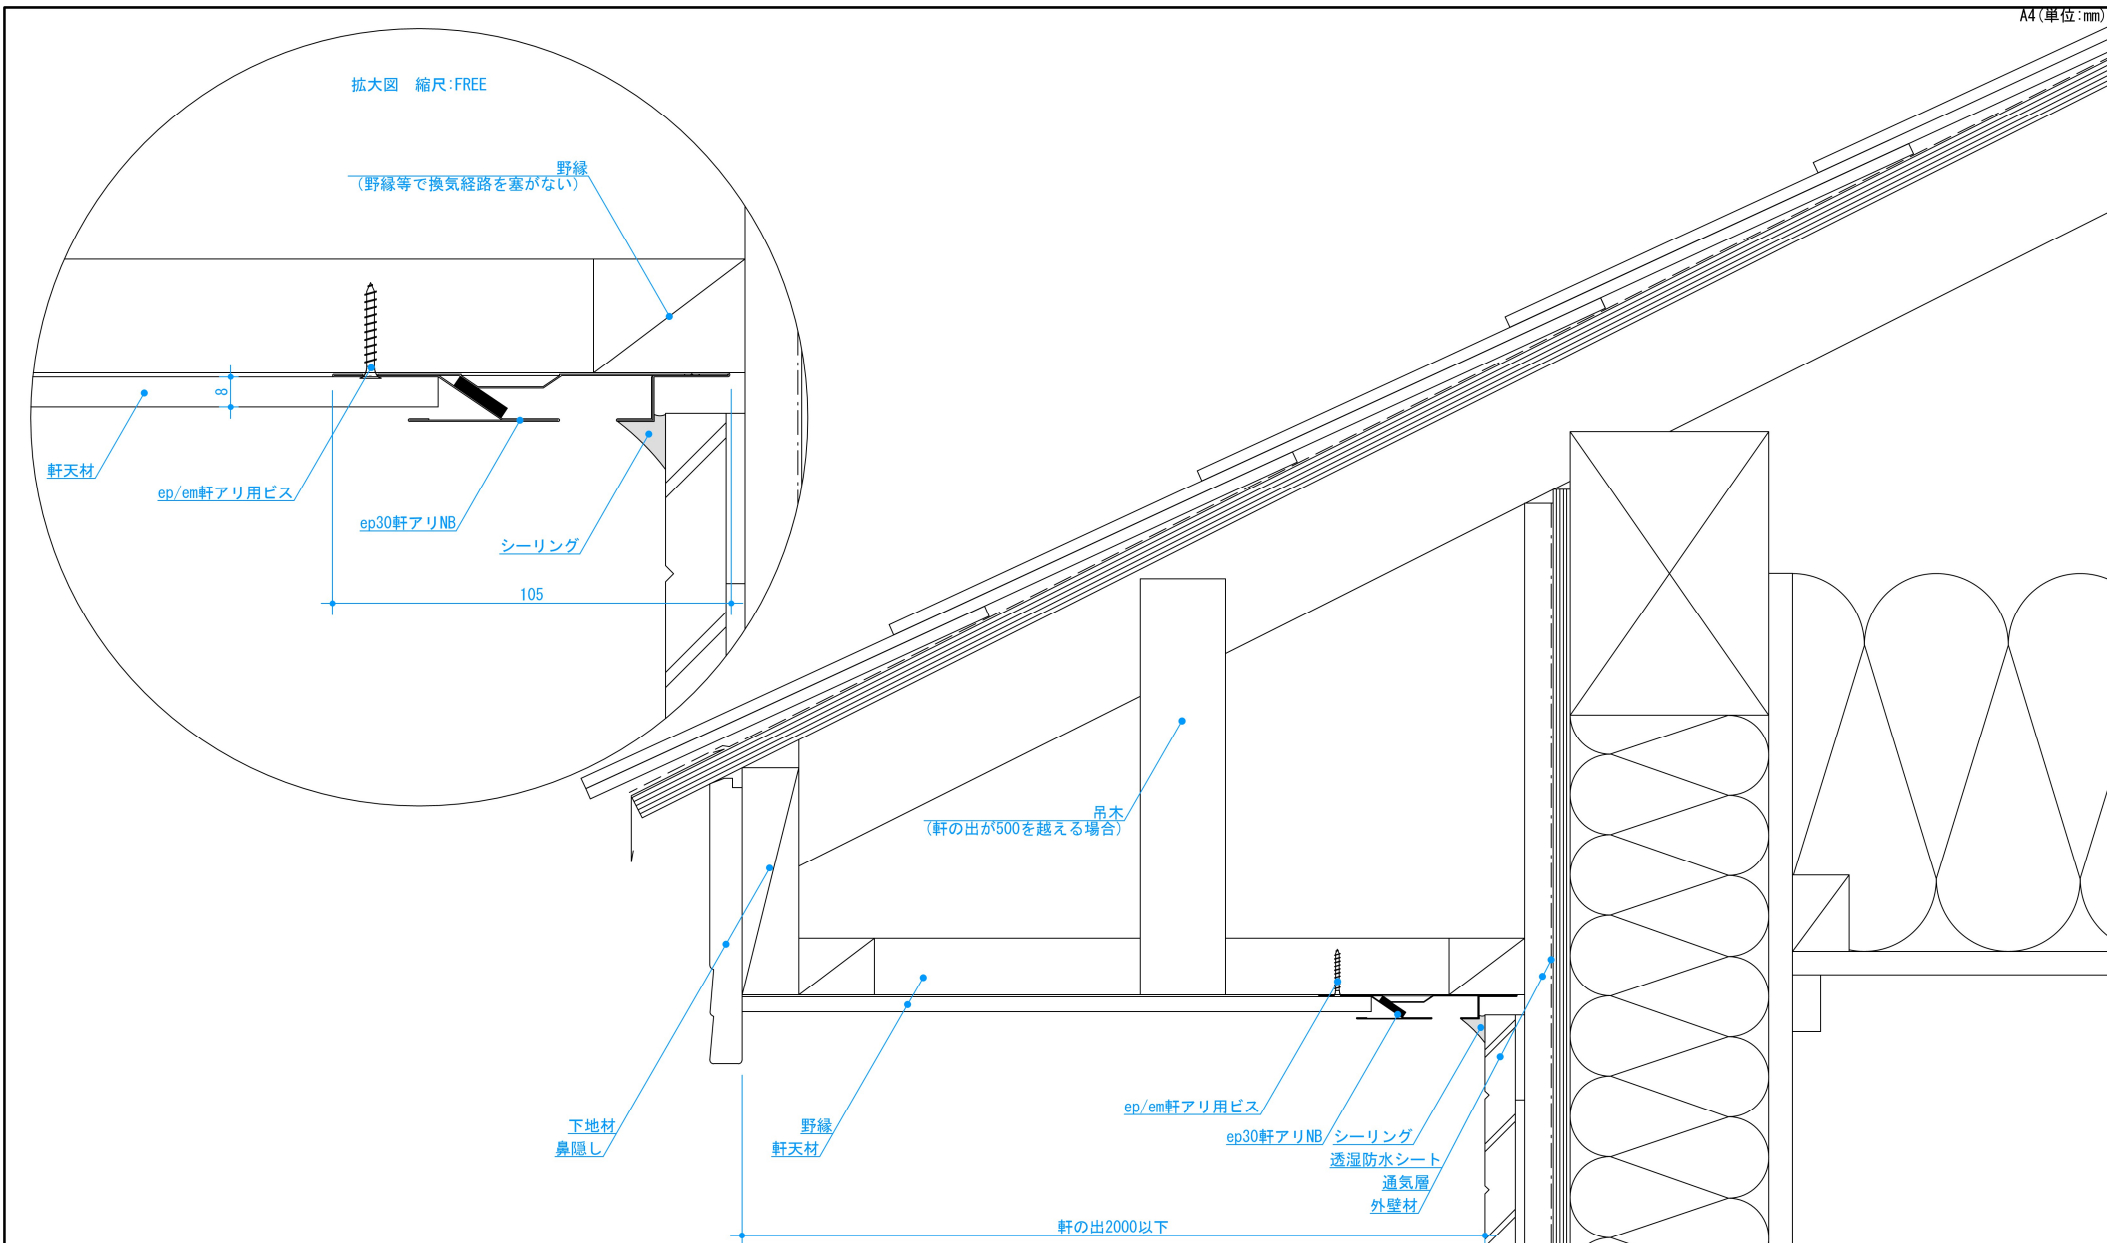 A4(単位:mm)
拡大図 縮尺:FREE
野縁
(野縁等で換気経路を塞がない)
8
軒天材
ep/em軒アリ用ビス
ep30軒アリNB
シーリング
105
吊木
(軒の出が500を越える場合)
下地材
鼻隠し
野縁
軒天材
ep/em軒アリ用ビス
ep30軒アリNB
シーリング
透湿防水シート
通気層
外壁材
軒の出2000以下